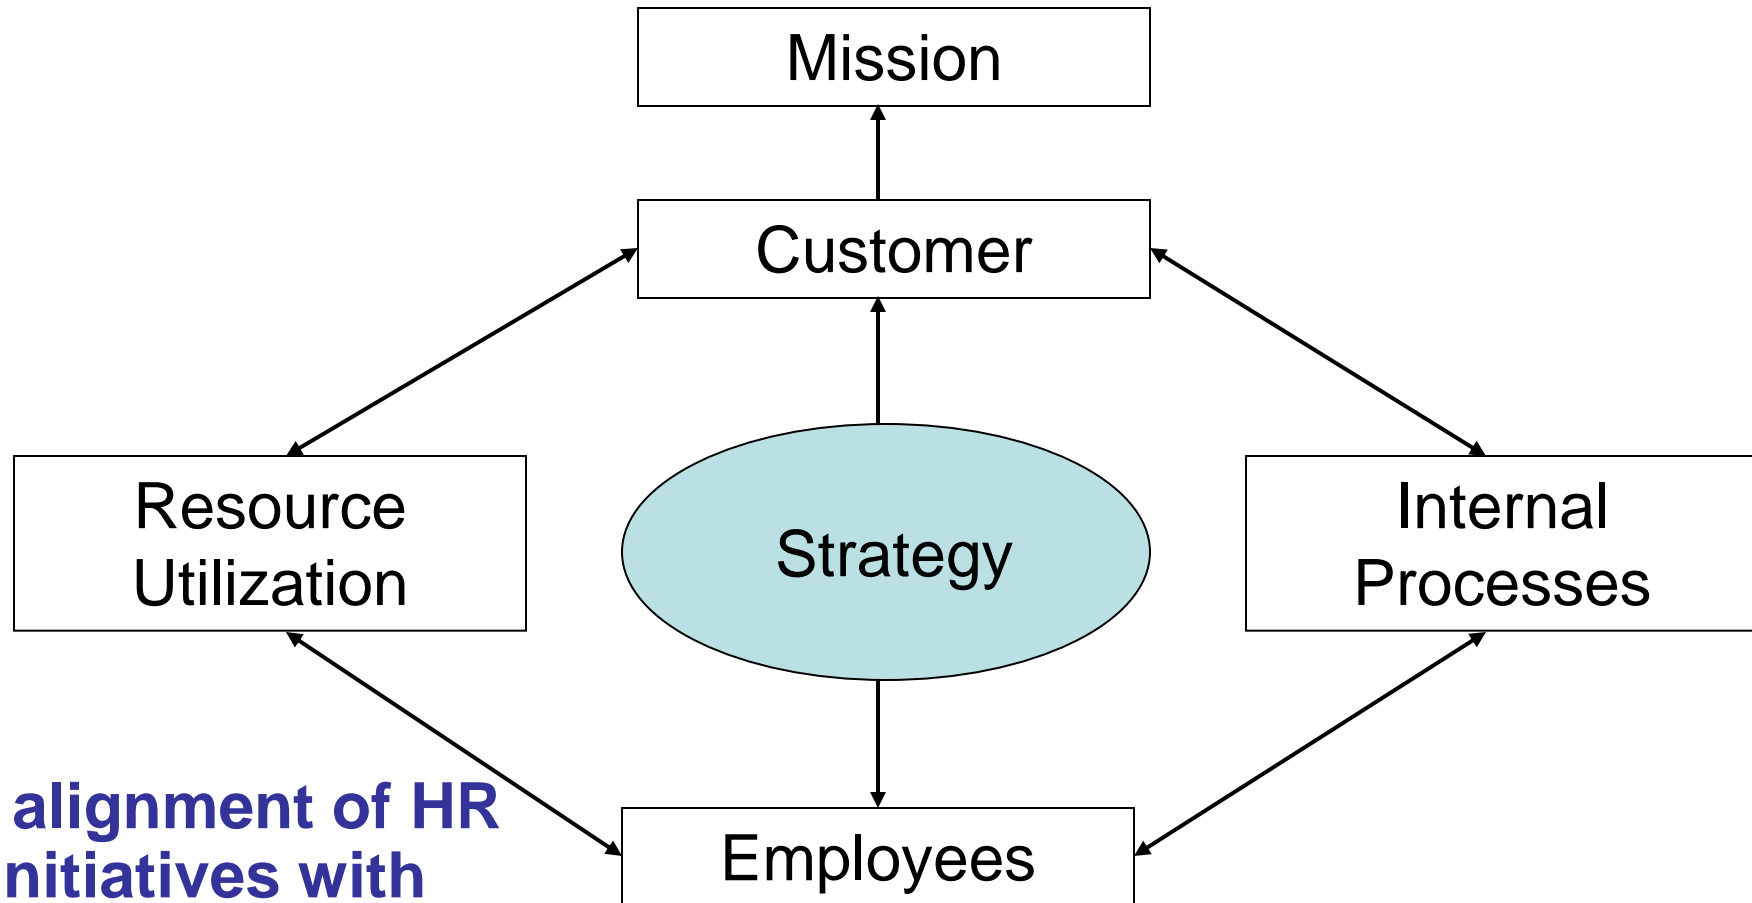 Mission
Customer
Resource
Utilization
Strategy
Internal
Processes
alignment of HR
nitiatives with
Employees